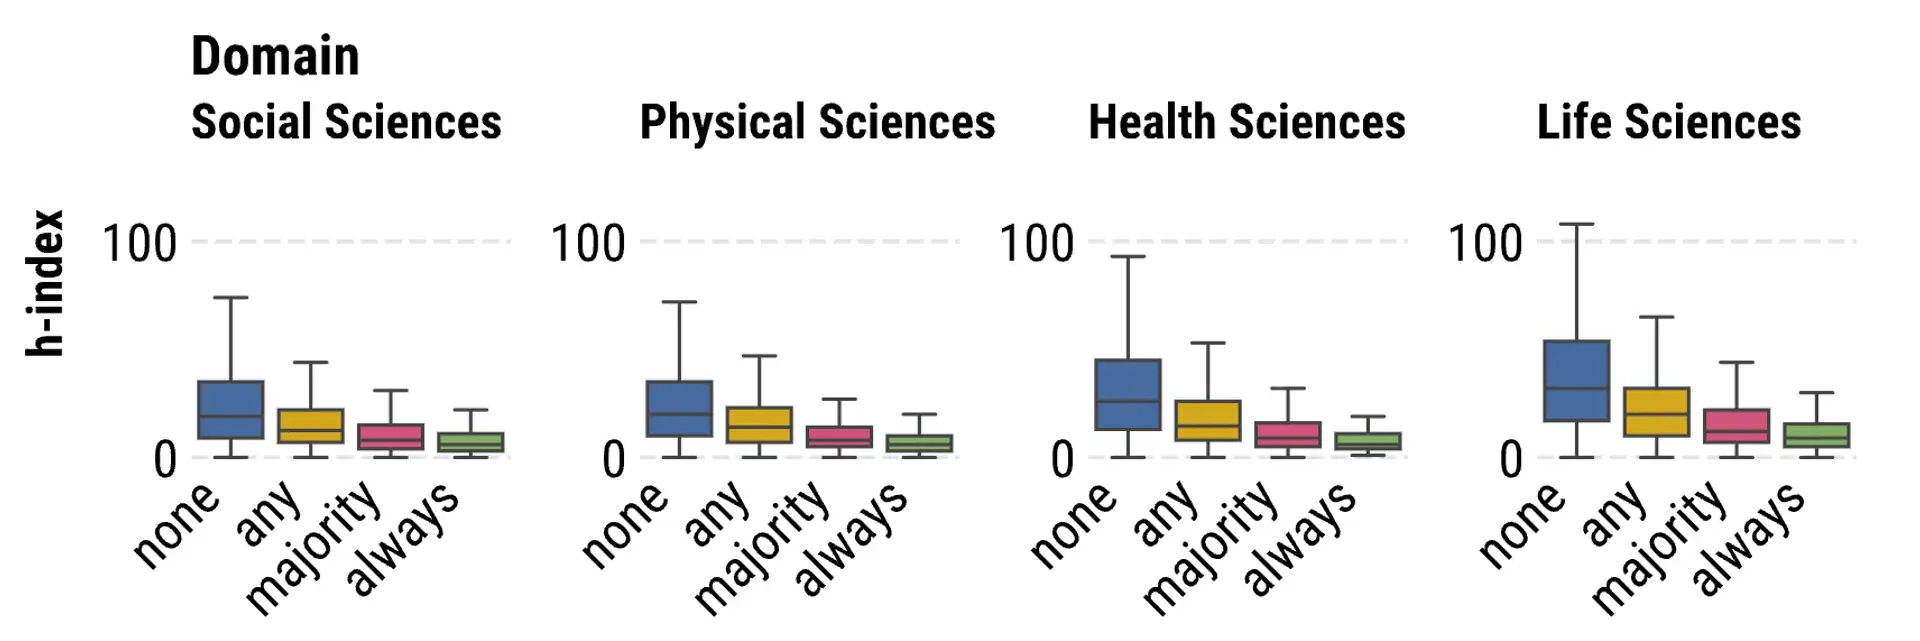 Domain
Social Sciences
Physical Sciences
Health Sciences
Life Sciences
h-index
100
0
none
any
majority
always
100
0
none
any
majority
always
100
0
none
any
majority
always
100
0
none
any
majority
always